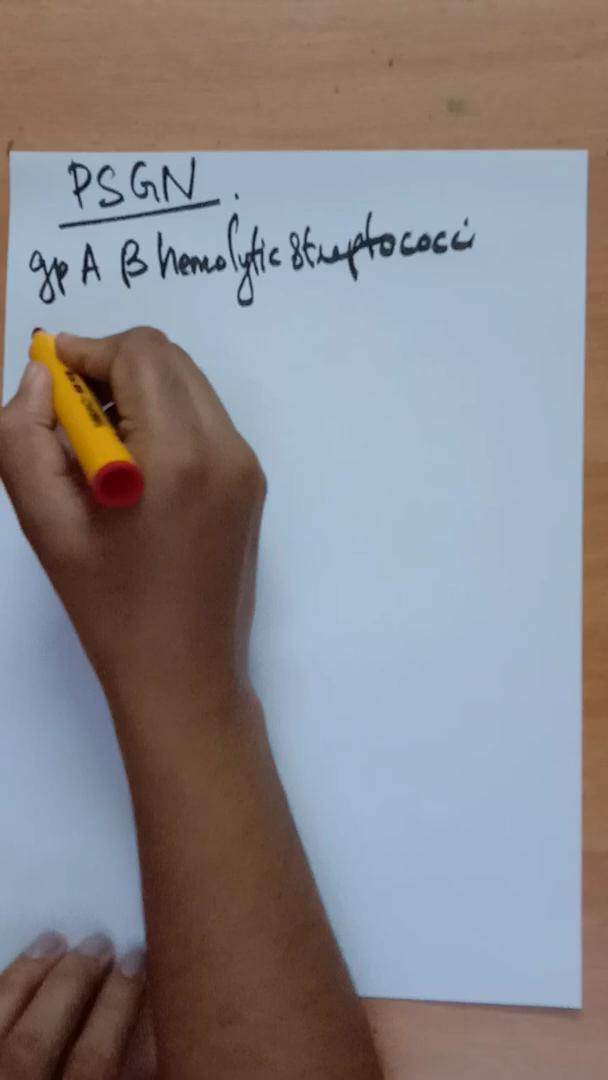 PSGN.
gp A β hemolytic streptococci